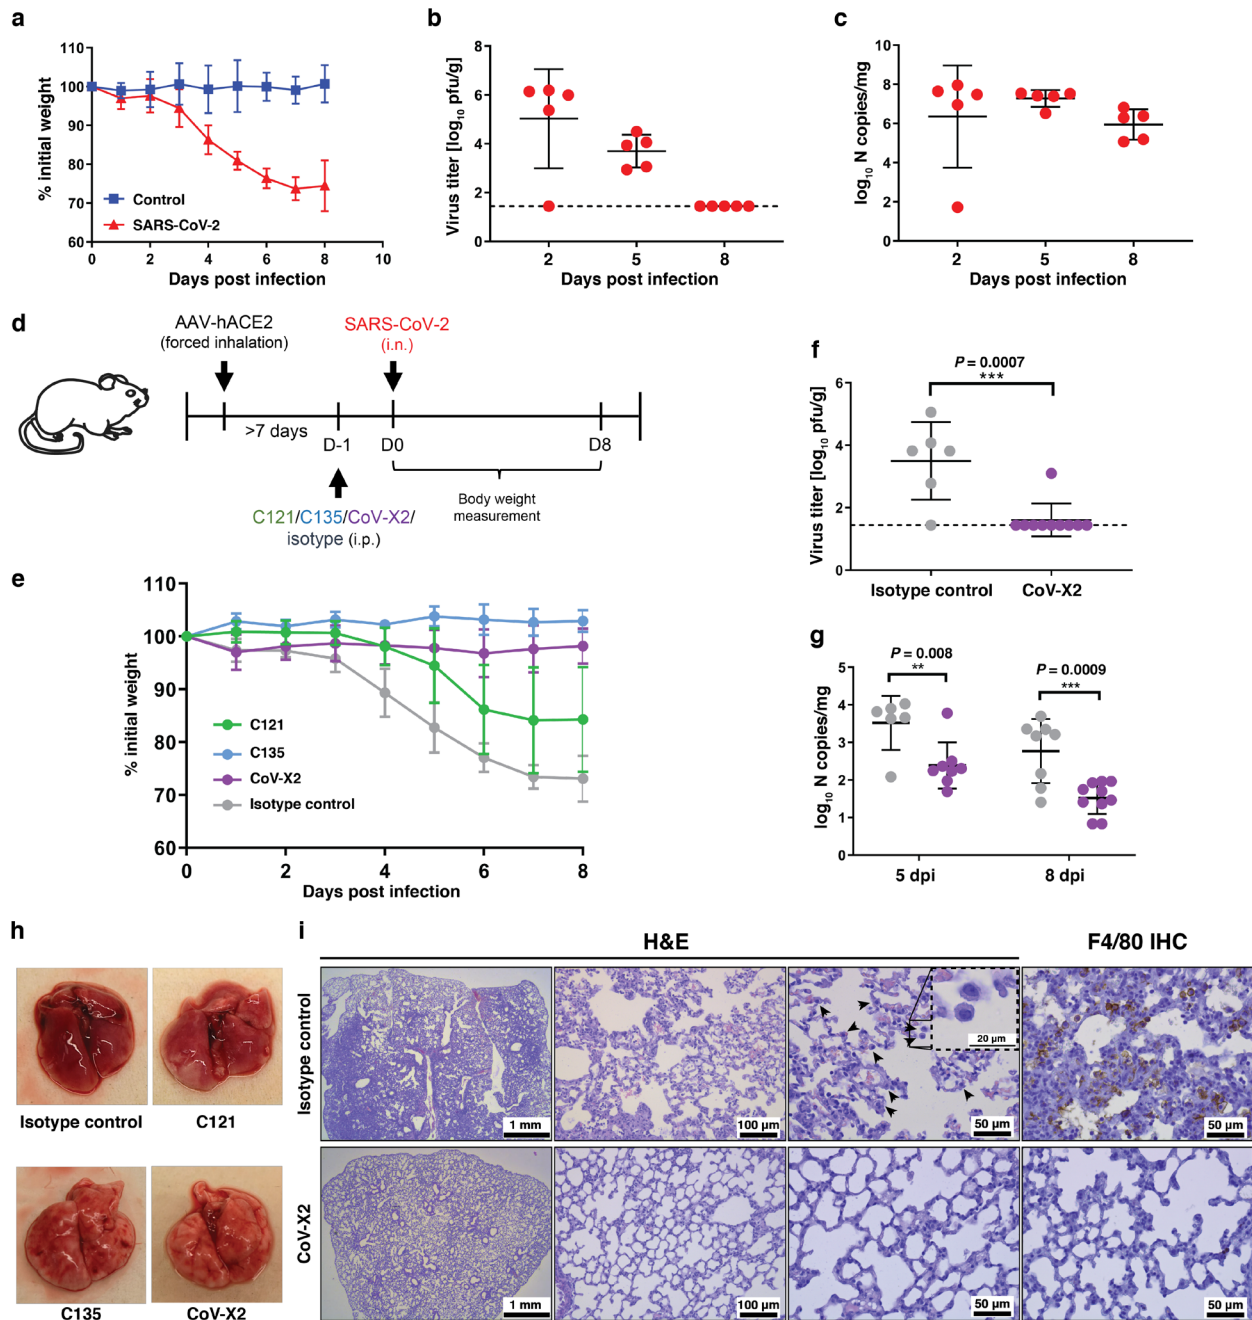 a
110
100
90
80
70
60
% initial weight
Control
SARS-CoV-2
0 2 4 6 8 10
Days post infection
b
8
6
4
2
0
Virus titer [log10 pfu/g]
2 5 8
Days post infection
c
10
8
6
4
2
0
log10 N copies/mg
2 5 8
Days post infection
d
AAV-hACE2
(forced inhalation)
SARS-CoV-2
(i.n.)
>7 days
D-1
D0
D8
C121/C135/CoV-X2/
isotype (i.p.)
Body weight
measurement
e
110
100
90
80
70
60
% initial weight
C121
C135
CoV-X2
Isotype control
0 2 4 6 8
Days post infection
f
P = 0.0007
***
6
4
2
0
Virus titer [log10 pfu/g]
Isotype control CoV-X2
g
P = 0.008
**
P = 0.0009
***
5
4
3
2
1
0
log10 N copies/mg
5 dpi 8 dpi
h
Isotype control C121
C135 CoV-X2
i
H&E F4/80 IHC
Isotype control
20 µm
1 mm 100 µm 50 µm 50 µm
CoV-X2
1 mm 100 µm 50 µm 50 µm